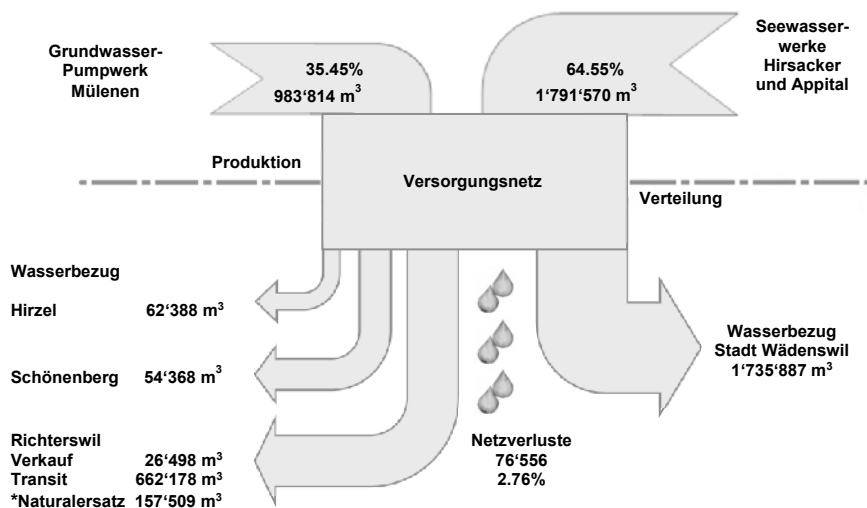 Grundwasser-
Pumpwerk
Mülenen
35.45%
983‘814 m³
64.55%
1‘791‘570 m³
Seewasser-
werke
Hirsacker
und Appital
Produktion
Versorgungsnetz
Verteilung
Wasserbezug
Hirzel 62‘388 m³
Schönenberg 54‘368 m³
Richterswil
Verkauf 26‘498 m³
Transit 662‘178 m³
*Naturalersatz 157‘509 m³
Netzverluste
76‘556
2.76%
Wasserbezug
Stadt Wädenswil
1‘735‘887 m³